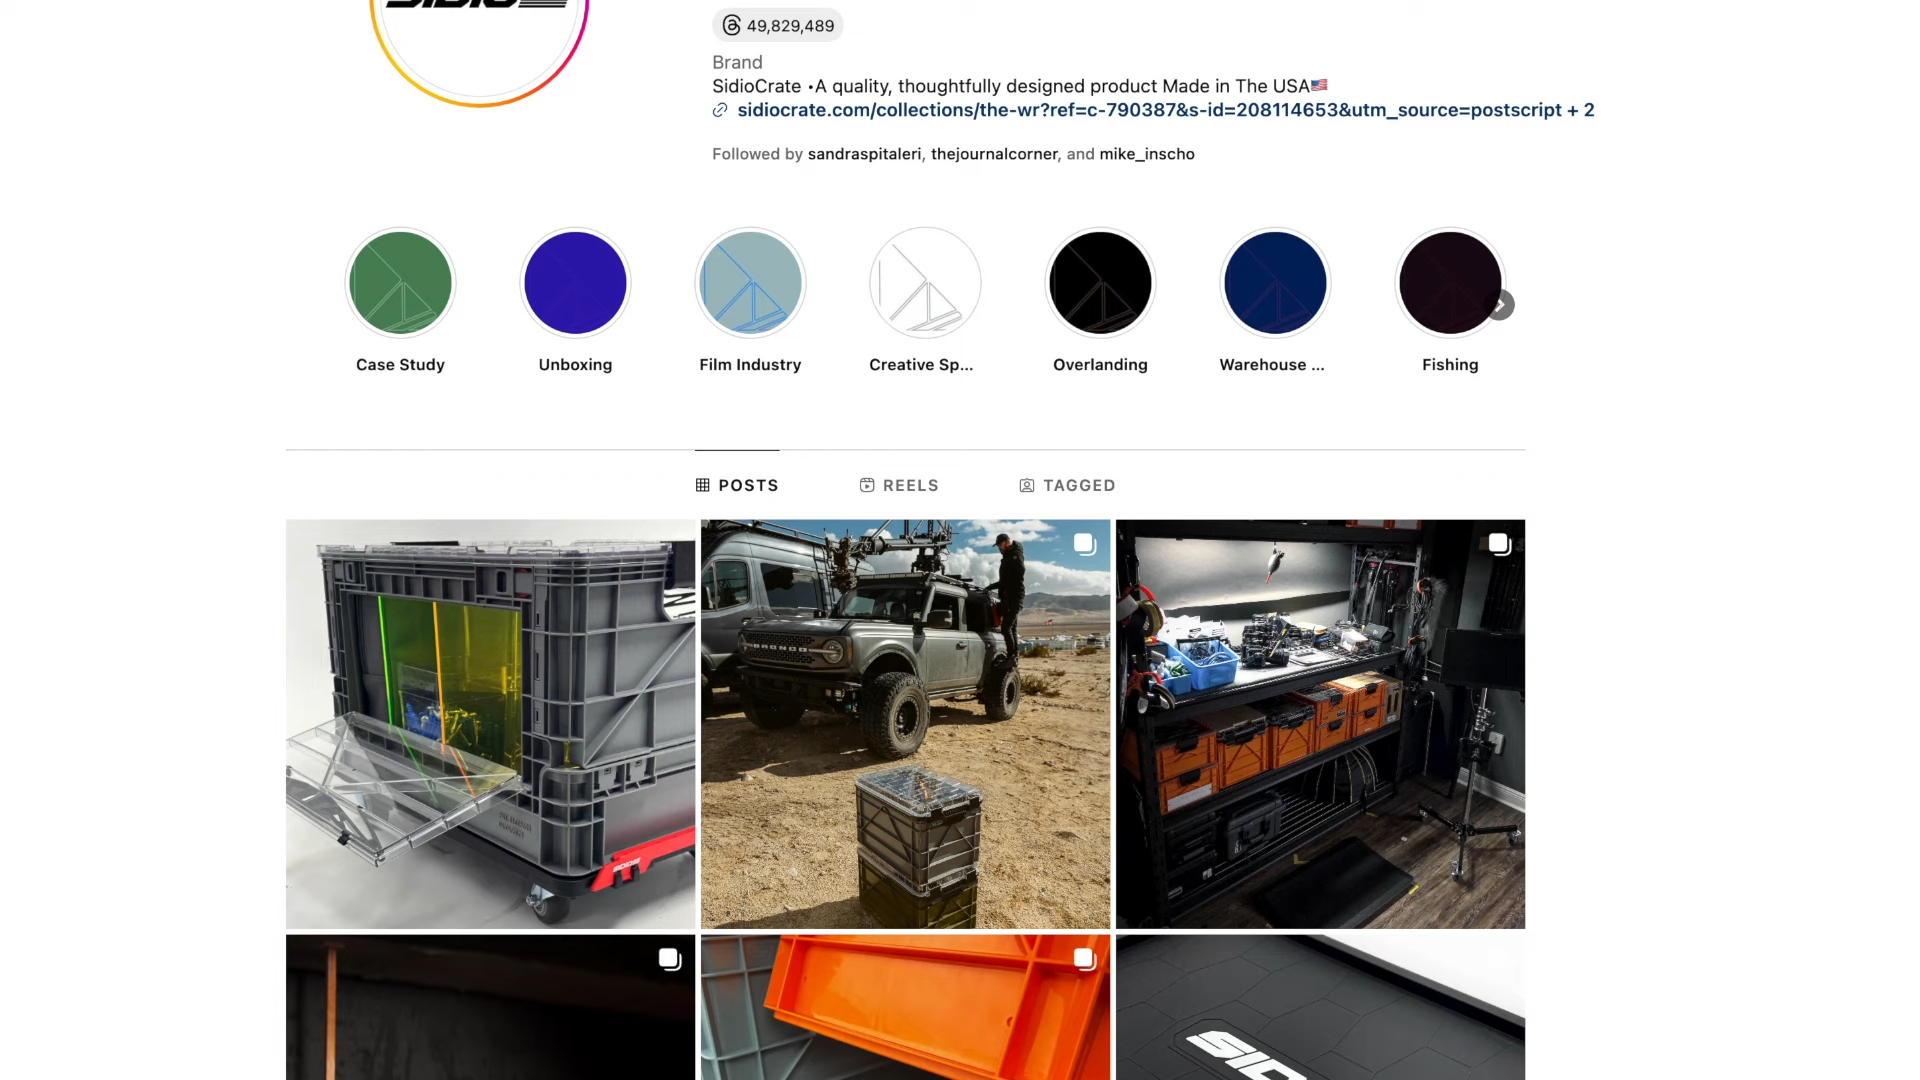 SIDIO
49,829,489
Brand
SidioCrate •A quality, thoughtfully designed product Made in The USA🇺🇸
sidiocrate.com/collections/the-wr?ref=c-790387&s-id=208114653&utm_source=postscript + 2
Followed by sandraspitaleri, thejournalcorner, and mike_inscho
Case Study
Unboxing
Film Industry
Creative Sp...
Overlanding
Warehouse ...
Fishing
POSTS
REELS
TAGGED
BRONCO
SIDIO